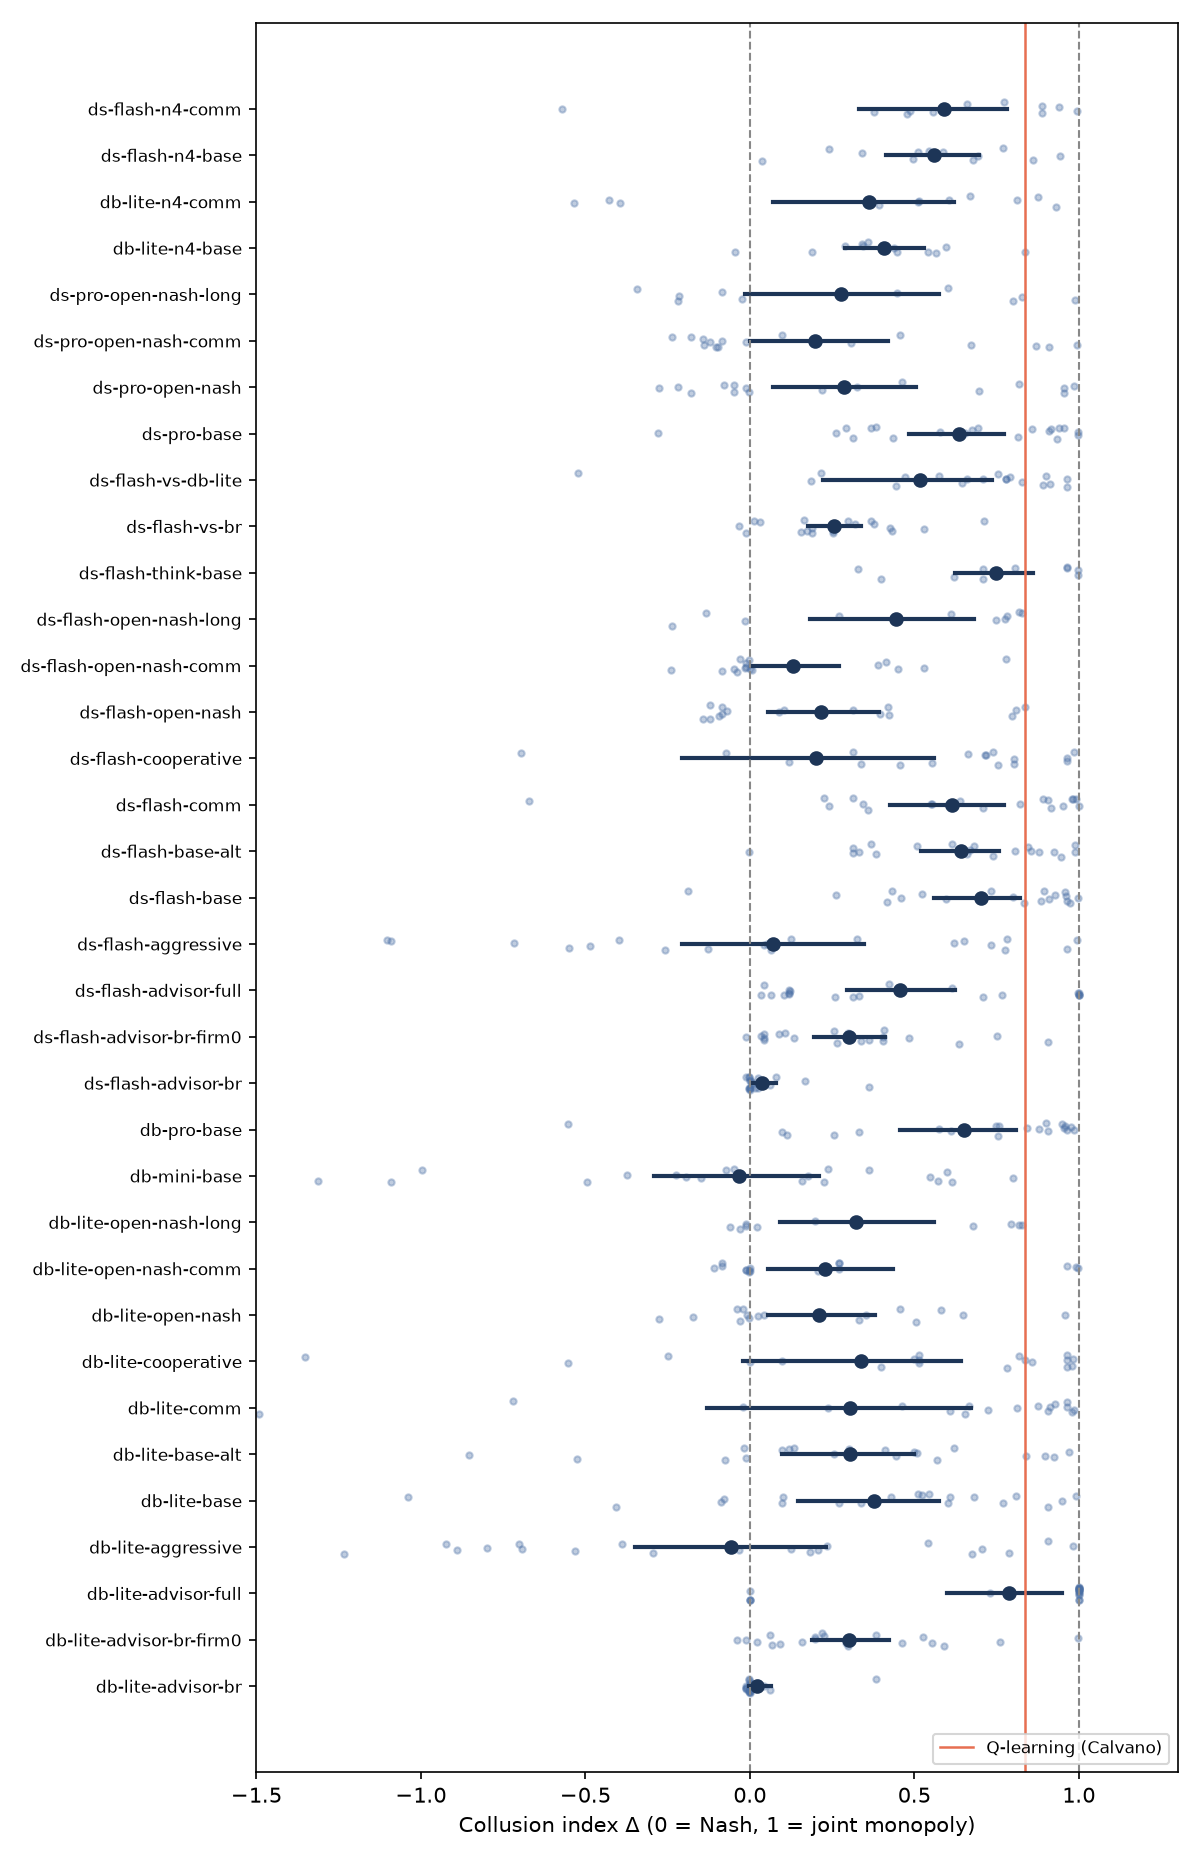 ds-flash-n4-comm
ds-flash-n4-base
db-lite-n4-comm
db-lite-n4-base
ds-pro-open-nash-long
ds-pro-open-nash-comm
ds-pro-open-nash
ds-pro-base
ds-flash-vs-db-lite
ds-flash-vs-br
ds-flash-think-base
ds-flash-open-nash-long
ds-flash-open-nash-comm
ds-flash-open-nash
ds-flash-cooperative
ds-flash-comm
ds-flash-base-alt
ds-flash-base
ds-flash-aggressive
ds-flash-advisor-full
ds-flash-advisor-br-firm0
ds-flash-advisor-br
db-pro-base
db-mini-base
db-lite-open-nash-long
db-lite-open-nash-comm
db-lite-open-nash
db-lite-cooperative
db-lite-comm
db-lite-base-alt
db-lite-base
db-lite-aggressive
db-lite-advisor-full
db-lite-advisor-br-firm0
db-lite-advisor-br
Q-learning (Calvano)
−1.5 −1.0 −0.5 0.0 0.5 1.0
Collusion index Δ (0 = Nash, 1 = joint monopoly)